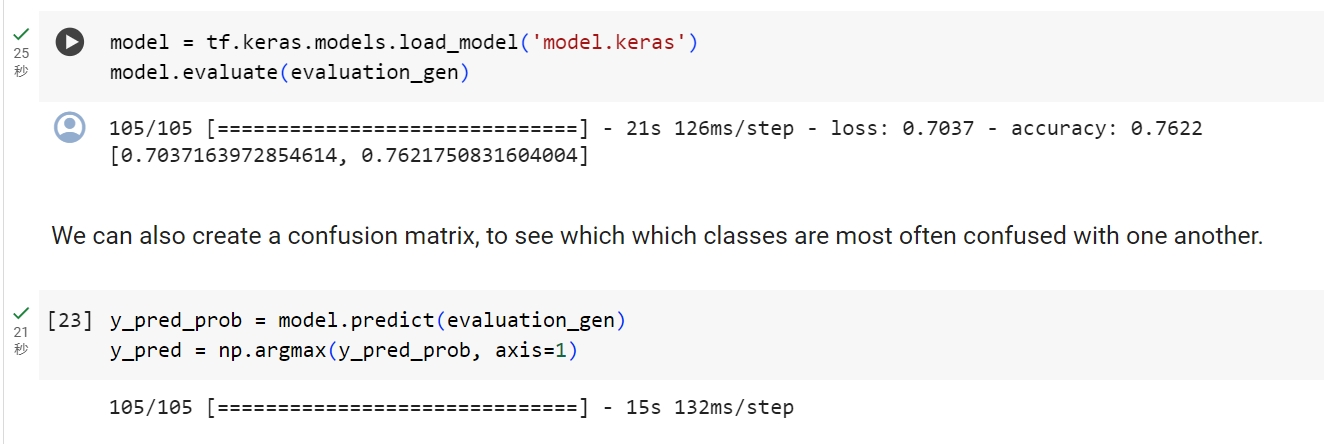 25
秒
model = tf.keras.models.load_model('model.keras')
model.evaluate(evaluation_gen)
105/105 [==============================] - 21s 126ms/step - loss: 0.7037 - accuracy: 0.7622
[0.7037163972854614, 0.7621750831604004]
We can also create a confusion matrix, to see which which classes are most often confused with one another.
21
秒
[23] y_pred_prob = model.predict(evaluation_gen)
y_pred = np.argmax(y_pred_prob, axis=1)
105/105 [==============================] - 15s 132ms/step